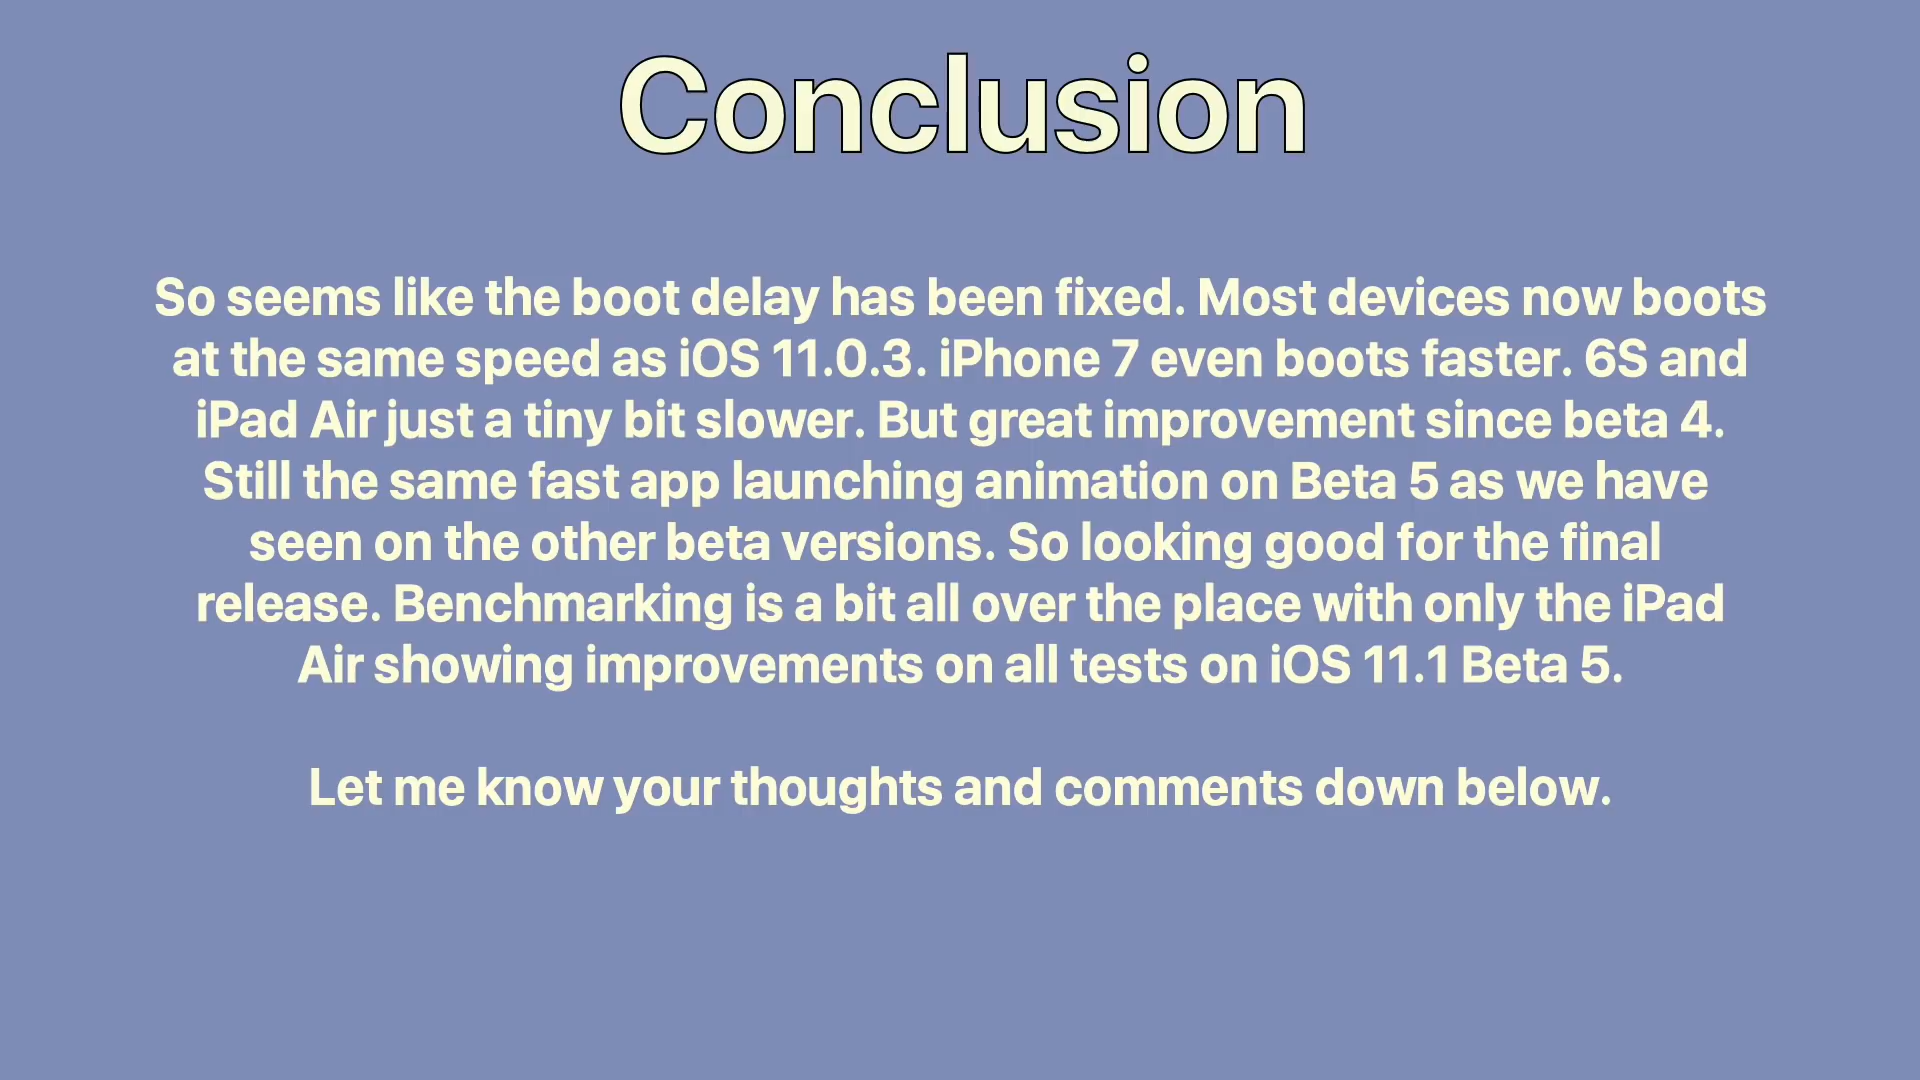 Conclusion
So seems like the boot delay has been fixed. Most devices now boots
at the same speed as iOS 11.0.3. iPhone 7 even boots faster. 6S and
iPad Air just a tiny bit slower. But great improvement since beta 4.
Still the same fast app launching animation on Beta 5 as we have
seen on the other beta versions. So looking good for the final
release. Benchmarking is a bit all over the place with only the iPad
Air showing improvements on all tests on iOS 11.1 Beta 5.
Let me know your thoughts and comments down below.